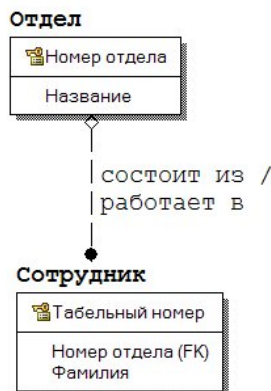 Отдел
Номер отдела
Название
состоит из /
работает в
Сотрудник
Табельный номер
Номер отдела (FK)
Фамилия